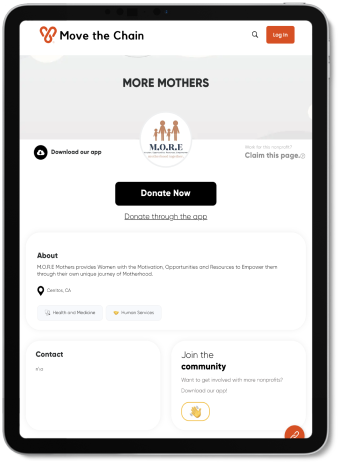 Move the Chain
Log in
MORE MOTHERS
Download our app
M.O.R.E
Work for this nonprofit?
Claim this page.
Donate Now
Donate through the app
About
M.O.R.E Mothers provides Women with the Motivation, Opportunities and Resources to Empower them
through their own unique journey of Motherhood.
Cerritos, CA
Health and Medicine
Human Services
Contact
n'a
Join the
community
Want to get involved with more nonprofits?
Download our app!